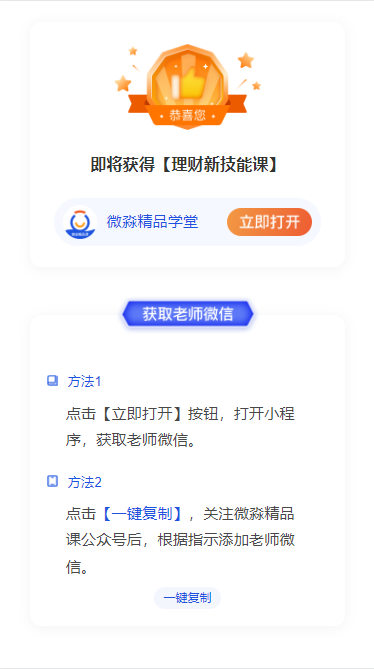 恭喜您
即将获得【理财新技能课】
微淼精品学堂
立即打开
获取老师微信
方法1
点击【立即打开】按钮，打开小程
序，获取老师微信。
方法2
点击【一键复制】，关注微淼精品
课公众号后，根据指示添加老师微
信。
一键复制